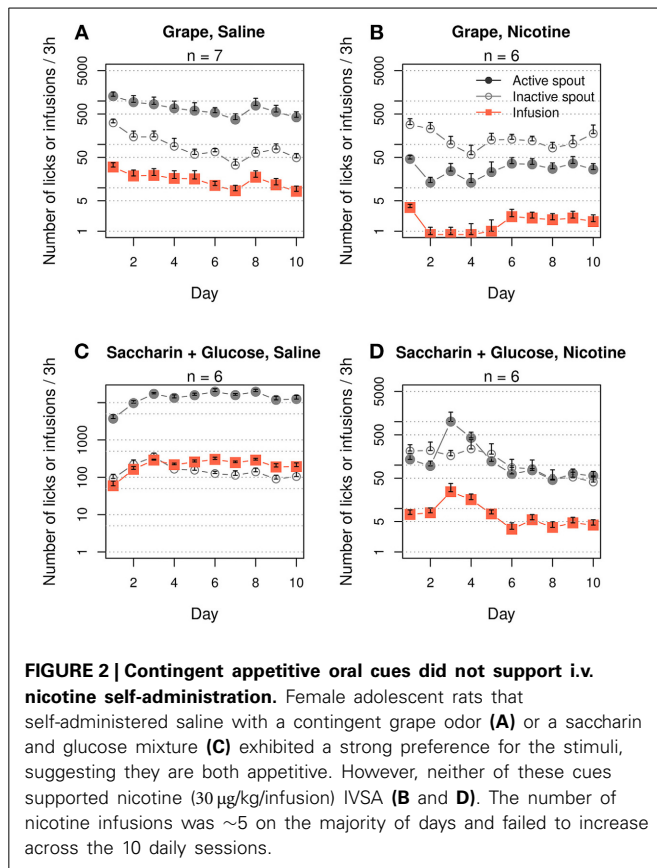 A
Grape, Saline
n = 7
Number of licks or infusions / 3h
5000
500
50
5
1
2 4 6 8 10
Day
B
Grape, Nicotine
n = 6
Active spout
Inactive spout
Infusion
Number of licks or infusions / 3h
5000
500
50
5
1
2 4 6 8 10
Day
C
Saccharin + Glucose, Saline
n = 6
Number of licks or infusions / 3h
1000
100
10
1
2 4 6 8 10
Day
D
Saccharin + Glucose, Nicotine
n = 6
Number of licks or infusions / 3h
5000
500
50
5
1
2 4 6 8 10
Day
FIGURE 2 | Contingent appetitive oral cues did not support i.v.
nicotine self-administration. Female adolescent rats that
self-administered saline with a contingent grape odor (A) or a saccharin
and glucose mixture (C) exhibited a strong preference for the stimuli,
suggesting they are both appetitive. However, neither of these cues
supported nicotine (30 μg/kg/infusion) IVSA (B and D). The number of
nicotine infusions was ~5 on the majority of days and failed to increase
across the 10 daily sessions.